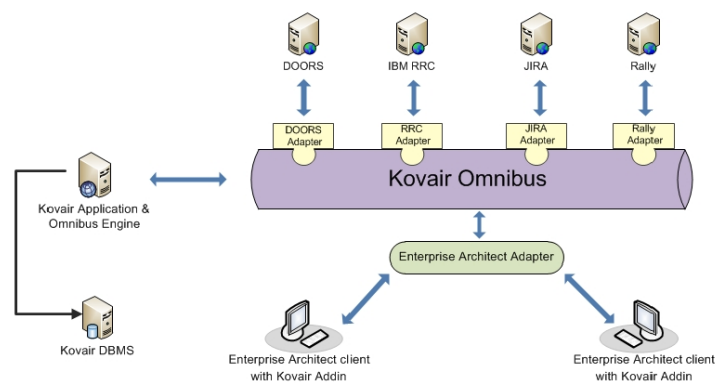 DOORS
IBM RRC
JIRA
Rally
DOORS
Adapter
RRC
Adapter
JIRA
Adapter
Rally
Adapter
Kovair Omnibus
Kovair Application &
Omnibus Engine
Enterprise Architect Adapter
Kovair DBMS
Enterprise Architect client
with Kovair Addin
Enterprise Architect client
with Kovair Addin